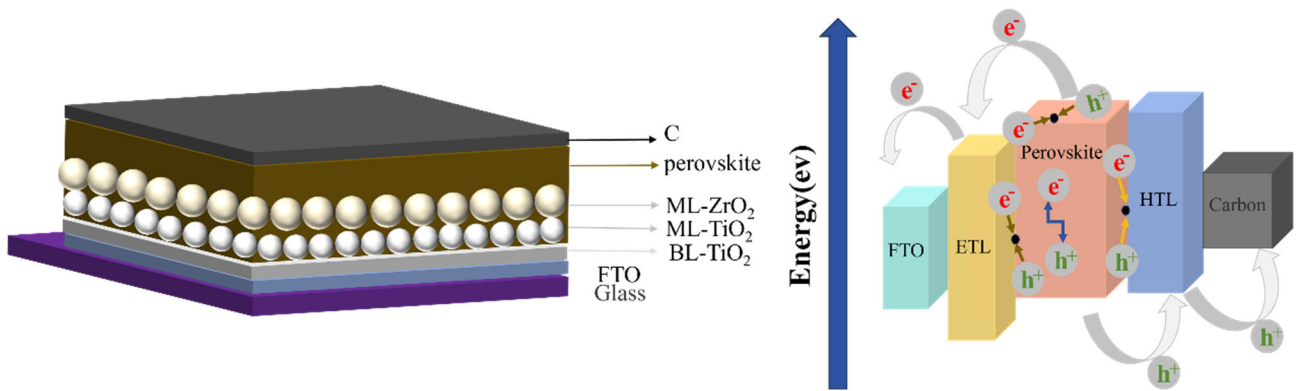 C
perovskite
ML-ZrO₂
ML-TiO₂
BL-TiO₂
FTO
Glass
Energy(ev)
e⁻
e⁻
h⁺
e⁻
Perovskite
e⁻
e⁻
e⁻
HTL
Carbon
FTO
ETL
h⁺
h⁺
h⁺
h⁺
h⁺